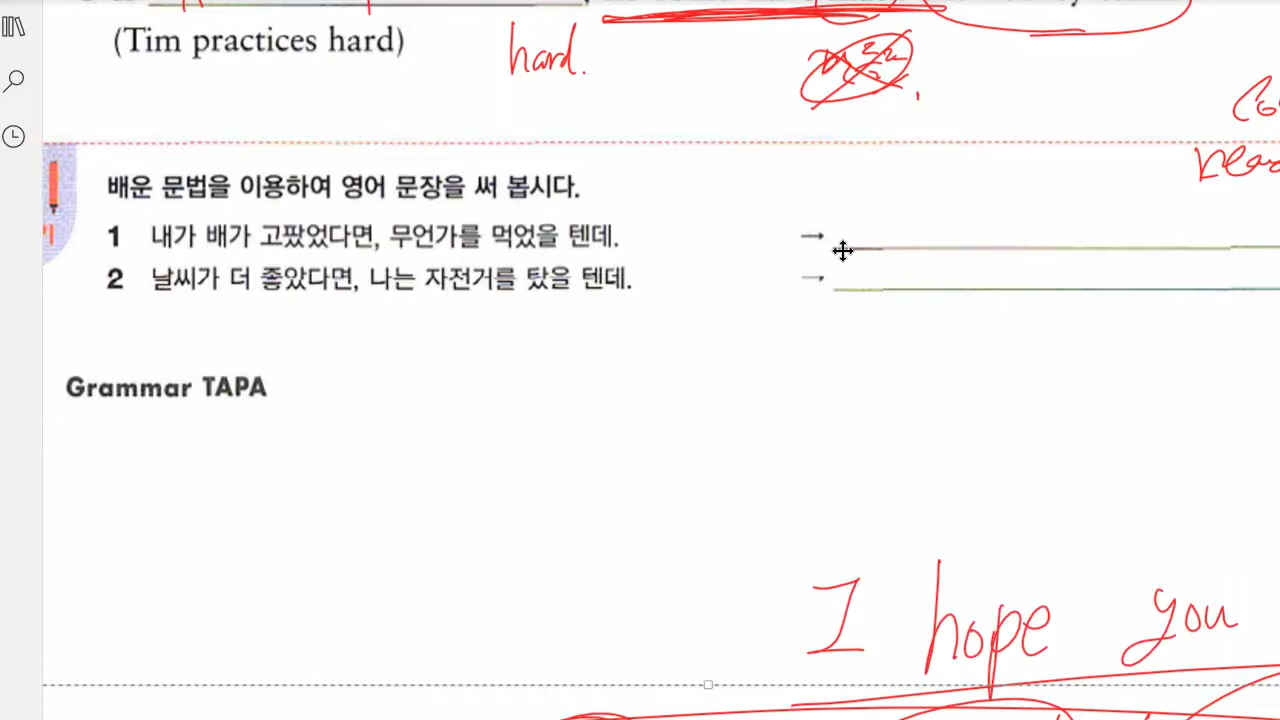 (Tim practices hard)
hard.
배운 문법을 이용하여 영어 문장을 써 봅시다.
1 내가 배가 고팠었다면, 무언가를 먹었을 텐데. →
2 날씨가 더 좋았다면, 나는 자전거를 탔을 텐데. →
Grammar TAPA
I hope you